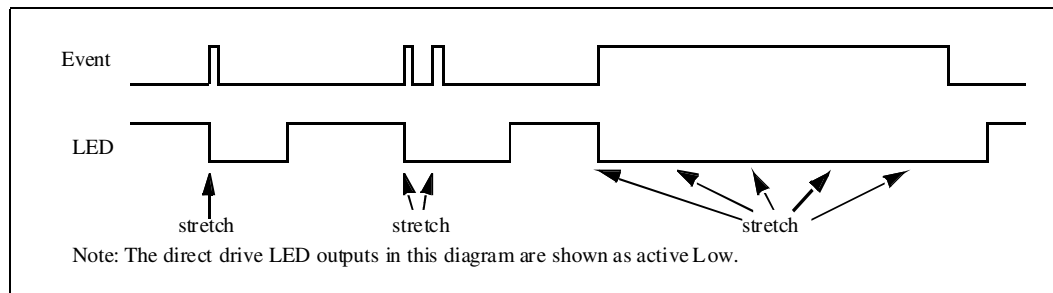 Event
LED
stretch stretch stretch
Note: The direct drive LED outputs in this diagram are shown as active Low.